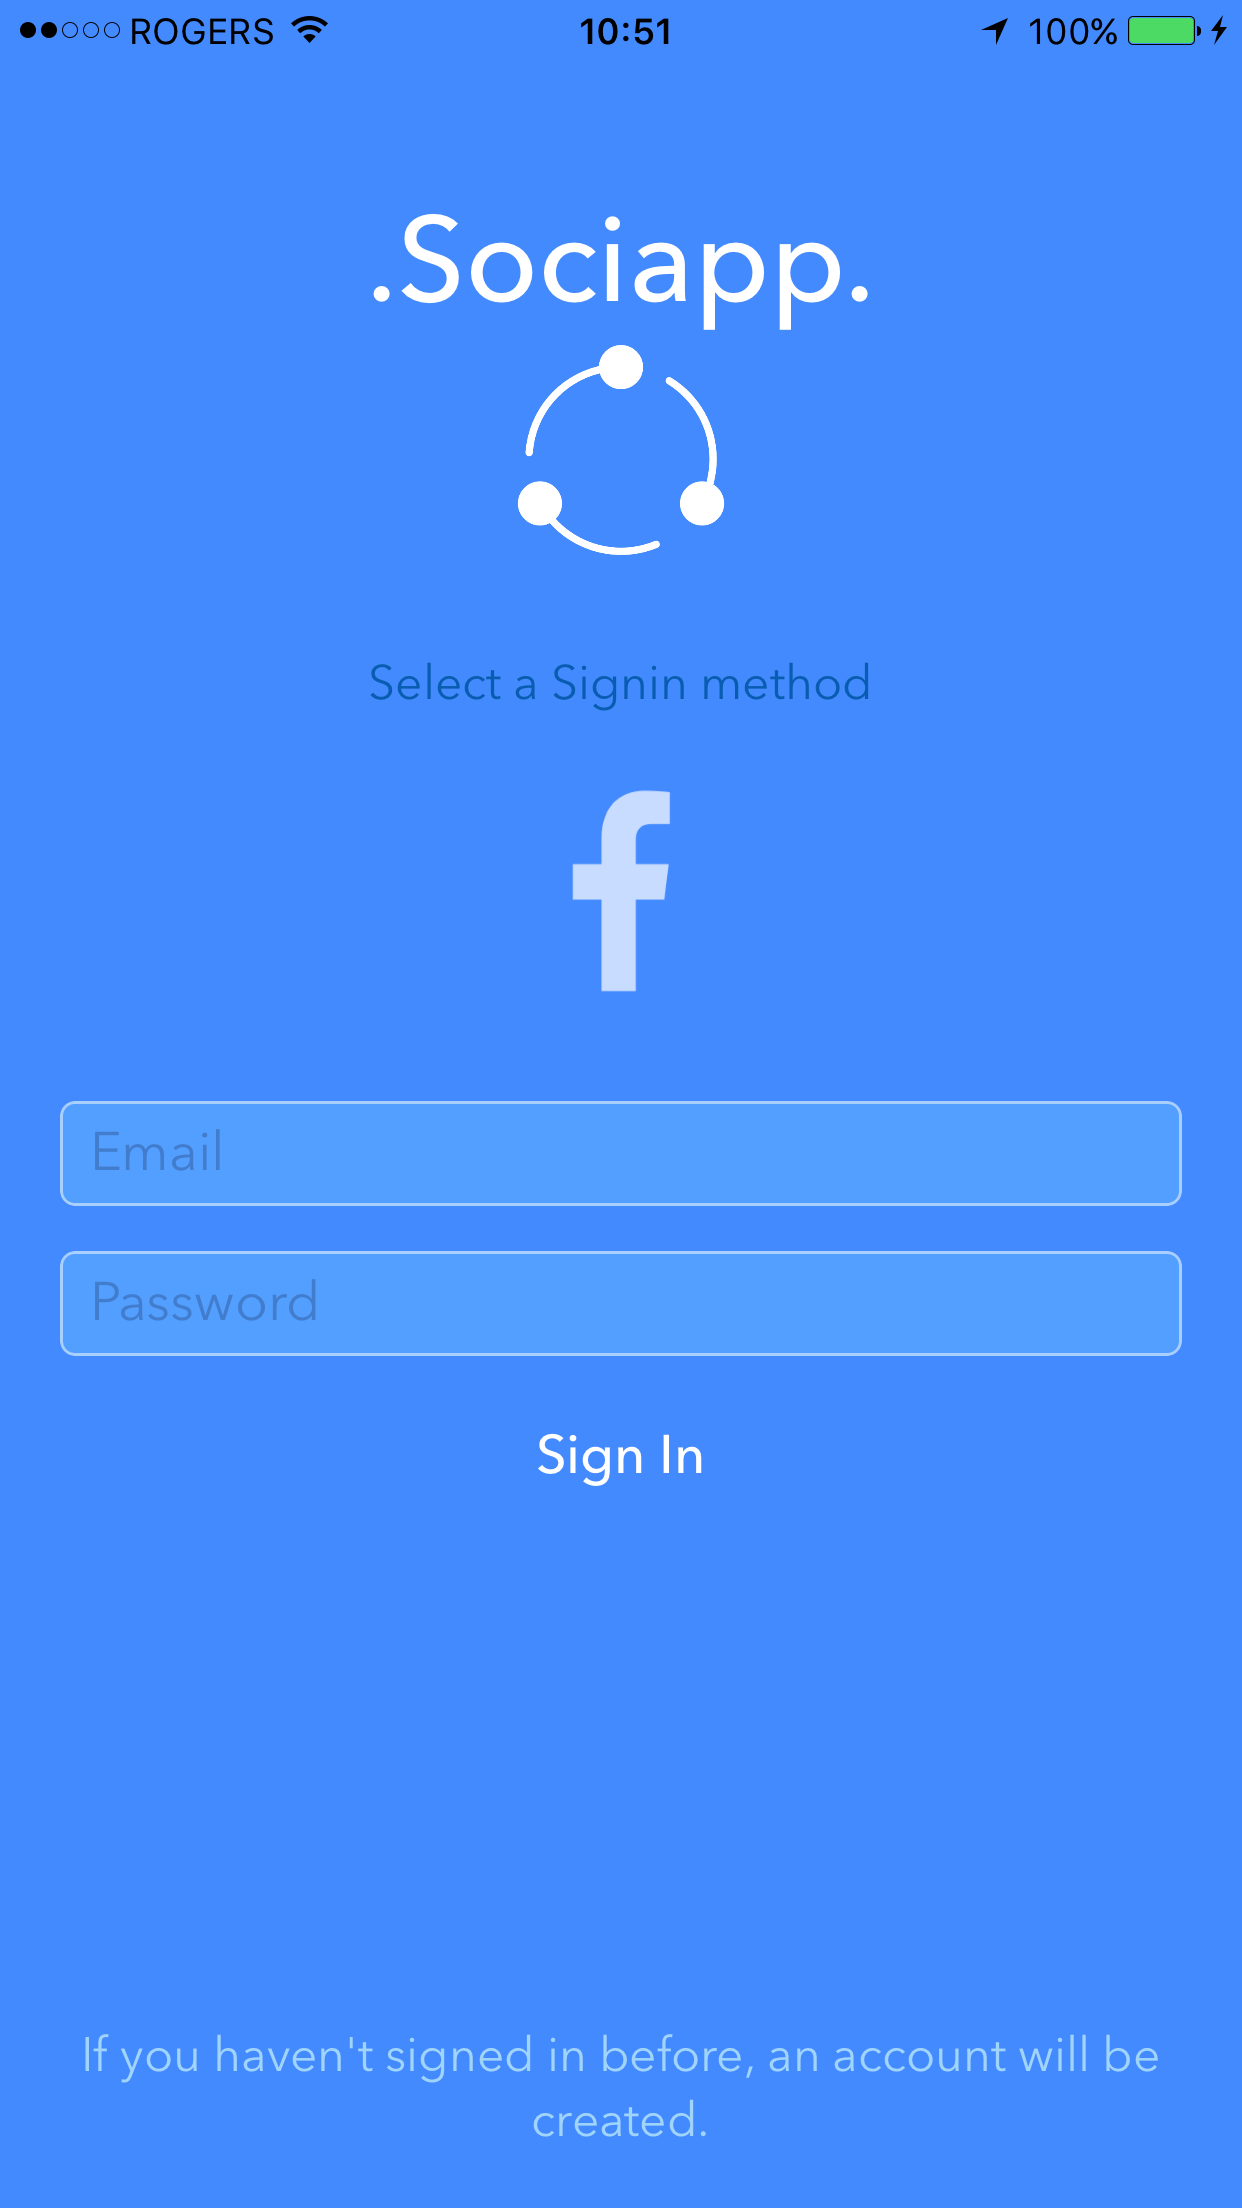 ROGERS 10:51 100%
.Sociapp.
Select a Signin method
Email
Password
Sign In
If you haven't signed in before, an account will be
created.